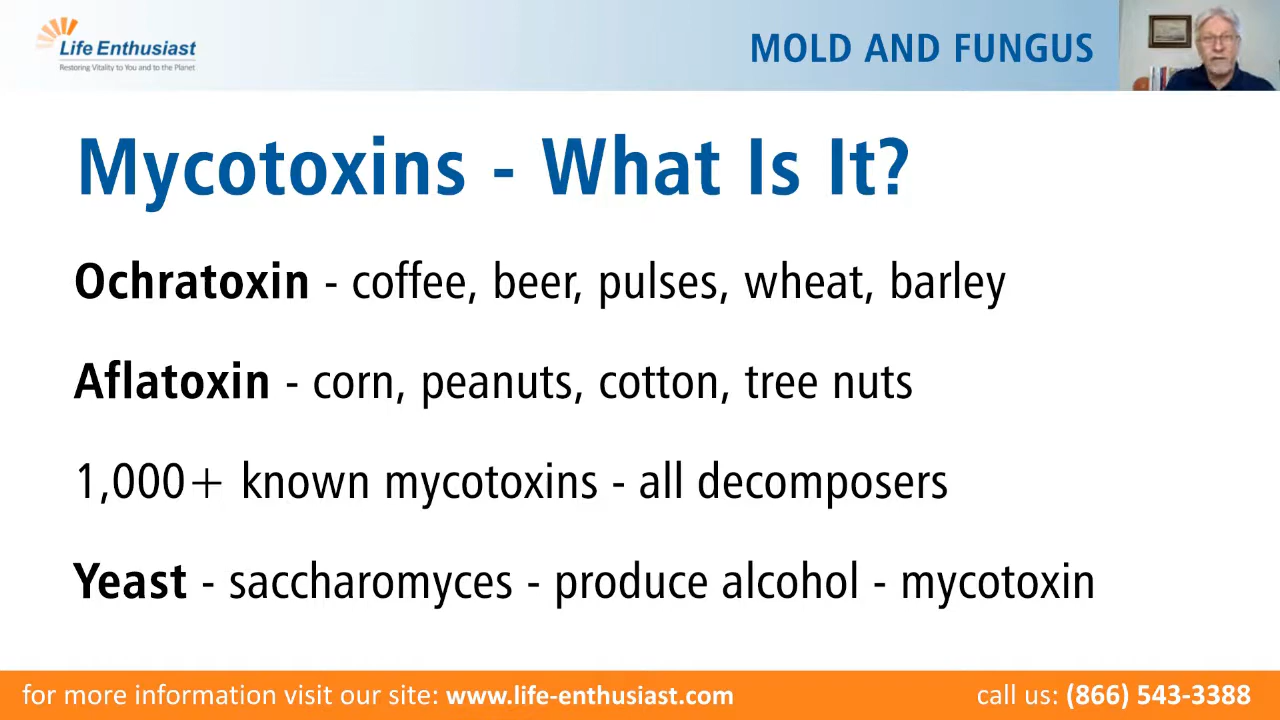 Life Enthusiast
Restoring Vitality to You and to the Planet
MOLD AND FUNGUS
Mycotoxins - What Is It?
Ochratoxin - coffee, beer, pulses, wheat, barley
Aflatoxin - corn, peanuts, cotton, tree nuts
1,000+ known mycotoxins - all decomposers
Yeast - saccharomyces - produce alcohol - mycotoxin
for more information visit our site: www.life-enthusiast.com
call us: (866) 543-3388